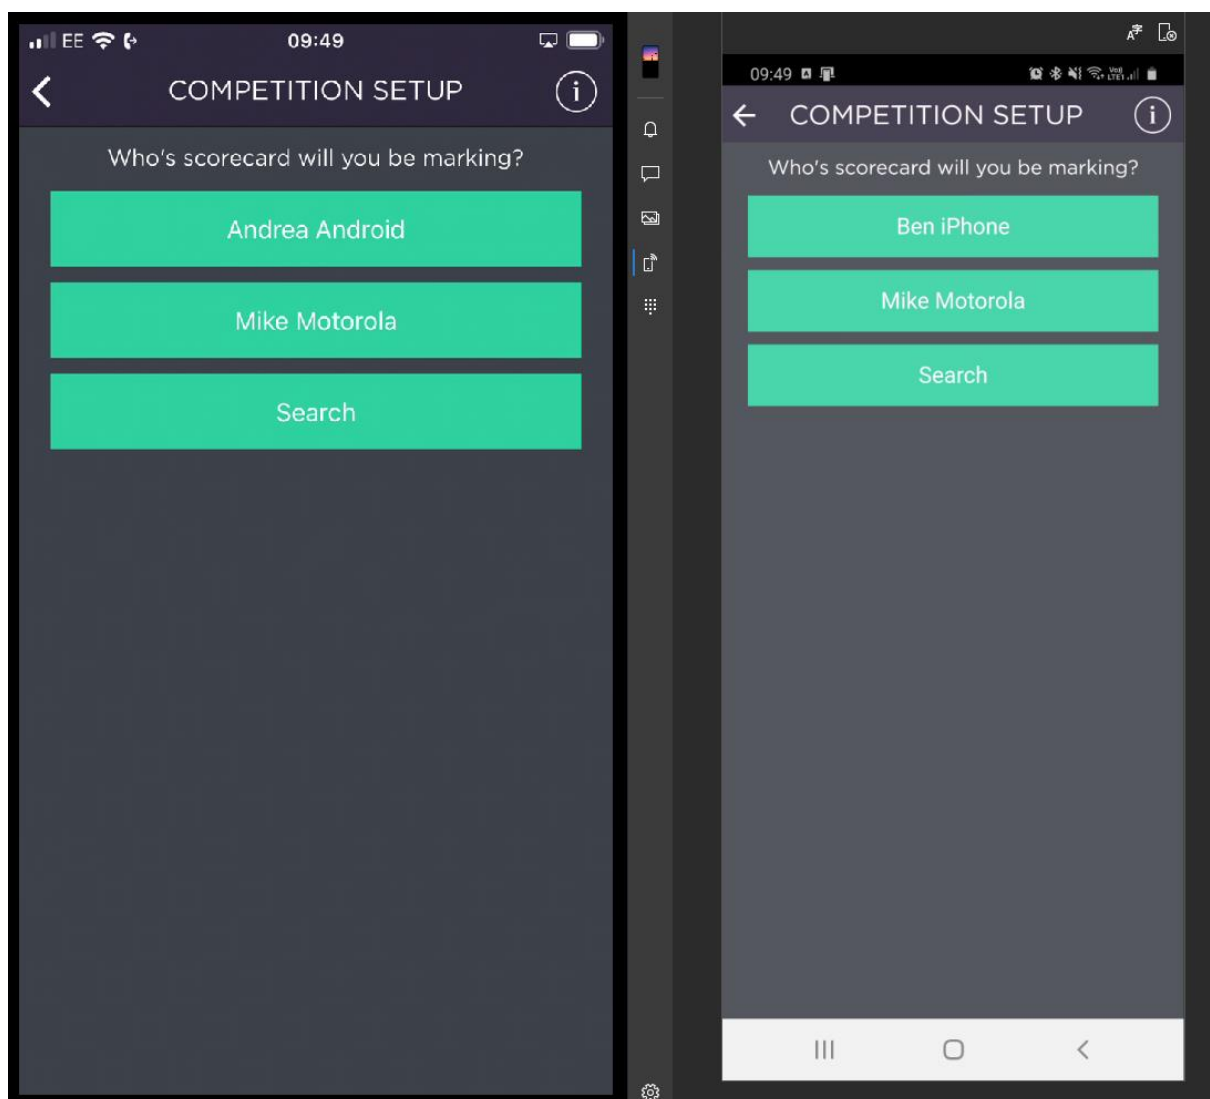 EE 09:49
COMPETITION SETUP
Who's scorecard will you be marking?
Andrea Android
Mike Motorola
Search
09:49
COMPETITION SETUP
Who's scorecard will you be marking?
Ben iPhone
Mike Motorola
Search